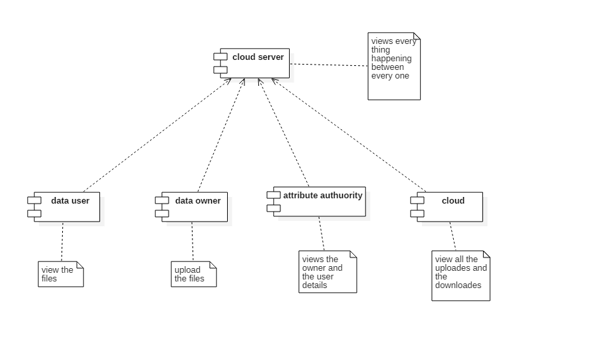 cloud server
views every
thing
happening
between
every one
data user
data owner
attribute authuority
cloud
view the
files
upload
the files
views the
owner and
the user
details
view all the
uploades and
the
downloades